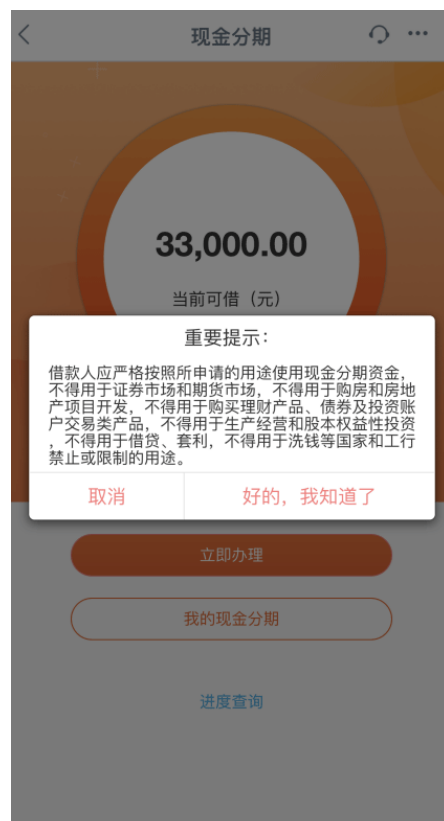 现金分期
33,000.00
当前可借（元）
重要提示：
借款人应严格按照所申请的用途使用现金分期资金，
不得用于证券市场和期货市场，不得用于购房和房地
产项目开发，不得用于购买理财产品、债券及投资账
户交易类产品，不得用于生产经营和股本权益性投资
，不得用于借贷、套利，不得用于洗钱等国家和工行
禁止或限制的用途。
取消
好的，我知道了
立即办理
我的现金分期
进度查询